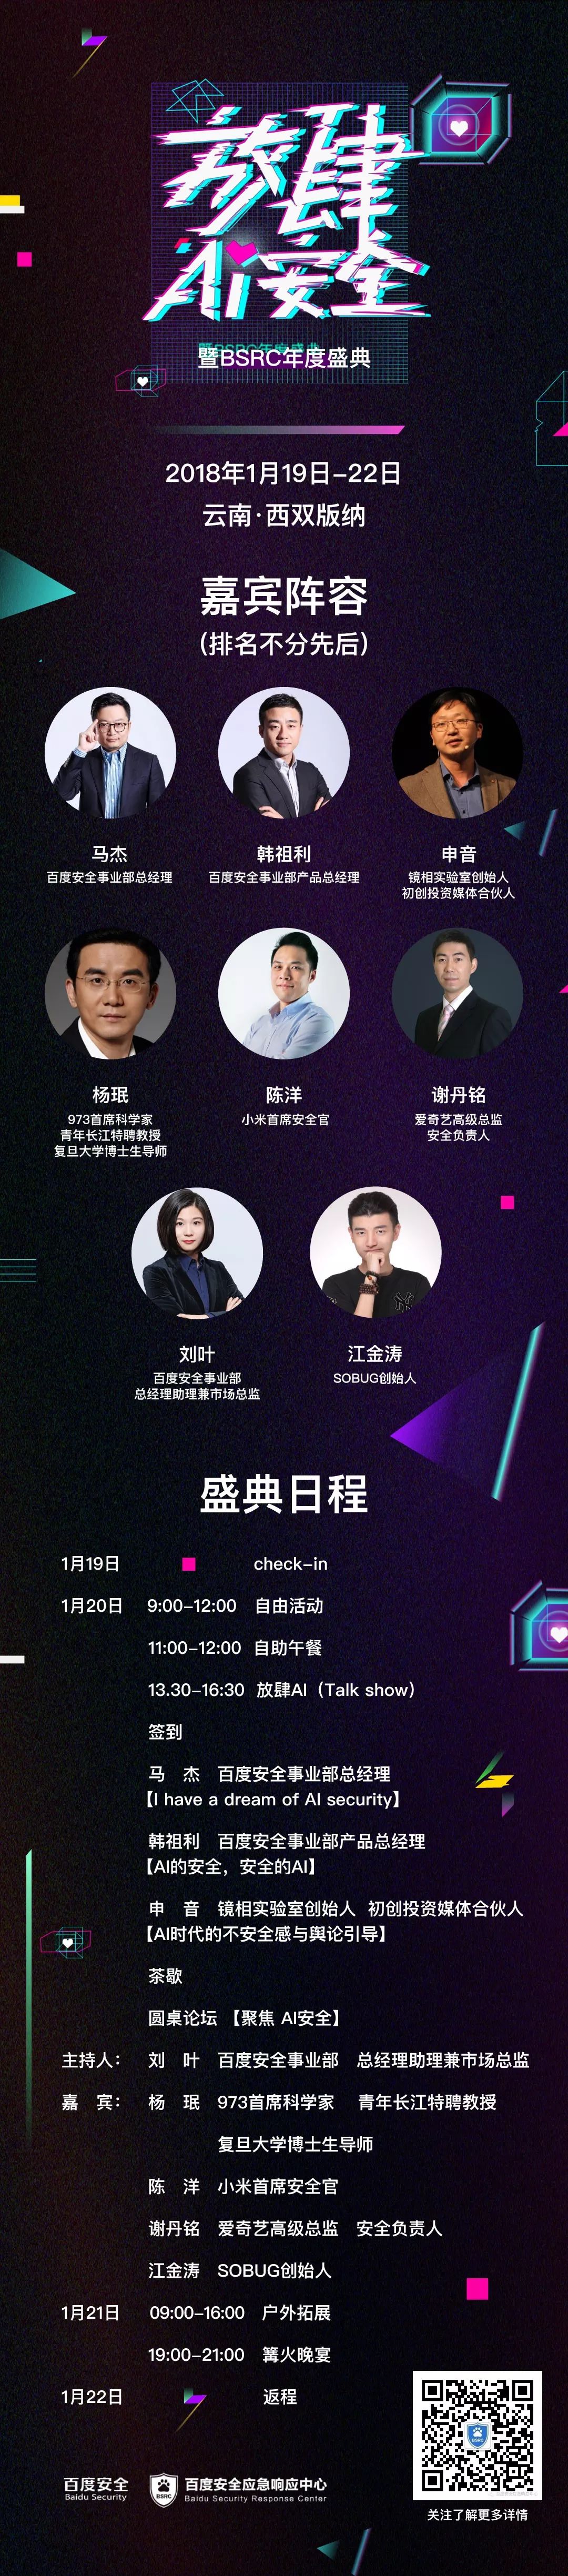 放肆
AI安全
暨BSRC年度盛典
2018年1月19日–22日
云南·西双版纳
嘉宾阵容
(排名不分先后)
马杰
百度安全事业部总经理
韩祖利
百度安全事业部产品总经理
申音
镜相实验室创始人
初创投资媒体合伙人
杨珉
973首席科学家
青年长江特聘教授
复旦大学博士生导师
陈洋
小米首席安全官
谢丹铭
爱奇艺高级总监
安全负责人
刘叶
百度安全事业部
总经理助理兼市场总监
江金涛
SOBUG创始人
盛典日程
1月19日 check–in
1月20日 9:00–12:00 自由活动
11:00–12:00 自助午餐
13.30–16:30 放肆AI（Talk show）
签到
马 杰 百度安全事业部总经理
【I have a dream of AI security】
韩祖利 百度安全事业部产品总经理
【AI的安全，安全的AI】
申 音 镜相实验室创始人 初创投资媒体合伙人
【AI时代的不安全感与舆论引导】
茶歇
圆桌论坛 【聚焦 AI安全】
主持人： 刘 叶 百度安全事业部 总经理助理兼市场总监
嘉 宾： 杨 珉 973首席科学家 青年长江特聘教授
复旦大学博士生导师
陈 洋 小米首席安全官
谢丹铭 爱奇艺高级总监 安全负责人
江金涛 SOBUG创始人
1月21日 09:00–16:00 户外拓展
19:00–21:00 篝火晚宴
1月22日 返程
百度安全
Baidu Security
BSRC
百度安全应急响应中心
Baidu Security Response Center
BSRC
关注了解更多详情